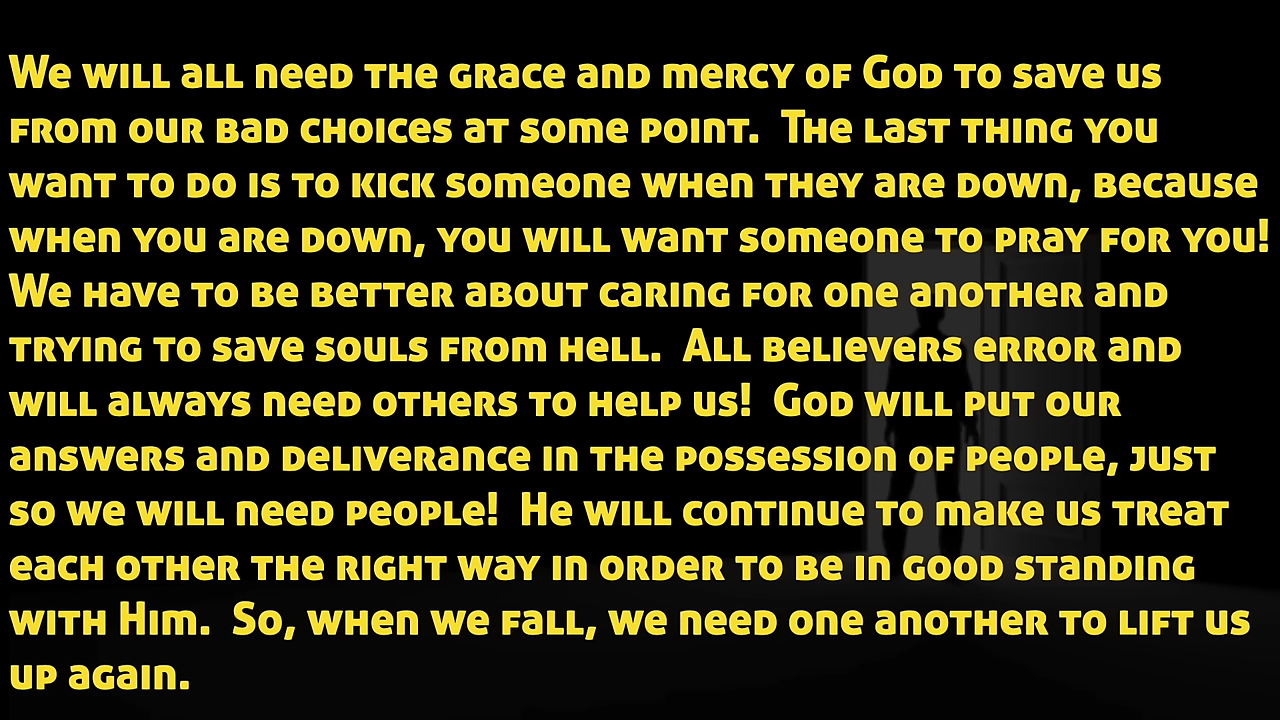 We will all need the grace and mercy of God to save us
from our bad choices at some point.  The last thing you
want to do is to kick someone when they are down, because
when you are down, you will want someone to pray for you!
We have to be better about caring for one another and
trying to save souls from hell.  All believers error and
will always need others to help us!  God will put our
answers and deliverance in the possession of people, just
so we will need people!  He will continue to make us treat
each other the right way in order to be in good standing
with Him.  So, when we fall, we need one another to lift us
up again.